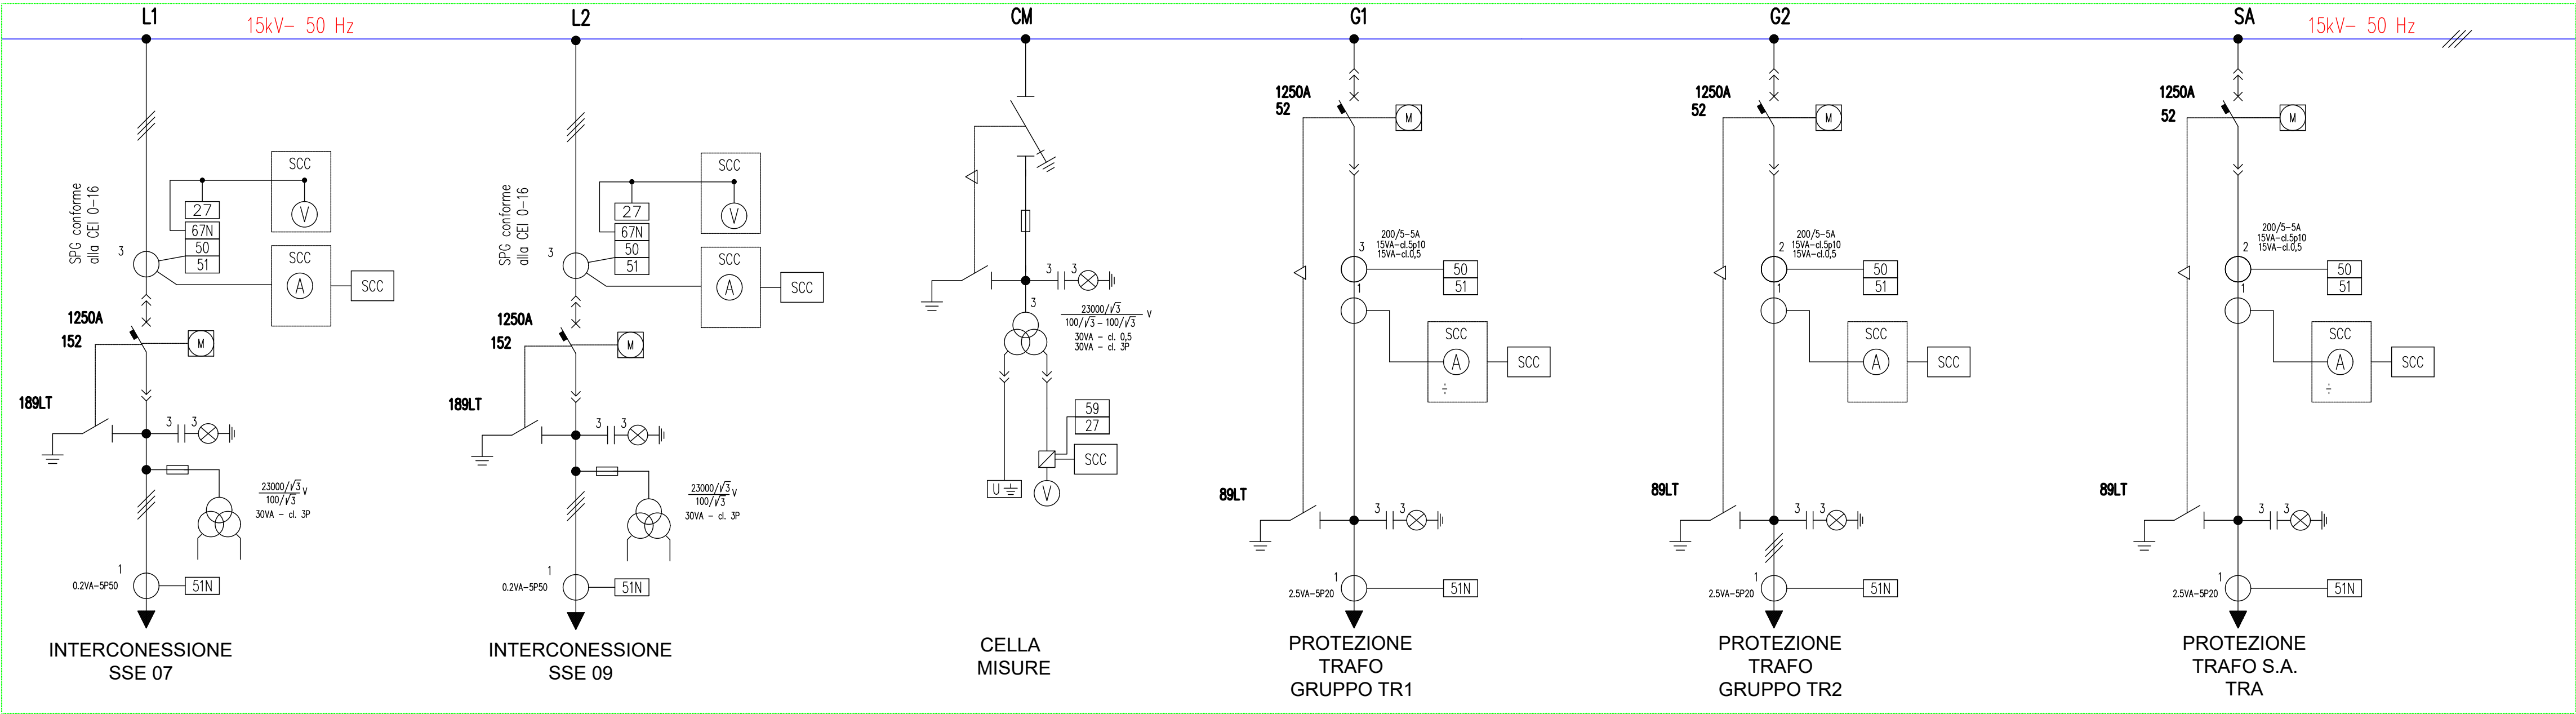 L1
15kV- 50 Hz
SPG conforme
alla CEI 0-16
SCC
V
27
67N
50
51
3
SCC
A
SCC
1250A
152
M
189LT
3
3
23000/√3
100/√3
V
30VA - cl. 3P
1
0.2VA-5P50
51N
INTERCONESSIONE
SSE 07
L2
SPG conforme
alla CEI 0-16
SCC
V
27
67N
50
51
3
SCC
A
SCC
1250A
152
M
189LT
3
3
23000/√3
100/√3
V
30VA - cl. 3P
1
0.2VA-5P50
51N
INTERCONESSIONE
SSE 09
CM
3
3
3
23000/√3
100/√3 - 100/√3
V
30VA - cl. 0,5
30VA - cl. 3P
59
27
SCC
U
V
CELLA
MISURE
G1
1250A
52
M
200/5-5A
15VA-cl.5p10
15VA-cl.0,5
3
50
51
1
SCC
A
÷
SCC
89LT
3
3
1
2.5VA-5P20
51N
PROTEZIONE
TRAFO
GRUPPO TR1
G2
1250A
52
M
200/5-5A
15VA-cl.5p10
15VA-cl.0,5
2
50
51
1
SCC
A
÷
SCC
89LT
3
3
1
2.5VA-5P20
51N
PROTEZIONE
TRAFO
GRUPPO TR2
SA
15kV- 50 Hz
1250A
52
M
200/5-5A
15VA-cl.5p10
15VA-cl.0,5
2
50
51
1
SCC
A
÷
SCC
89LT
3
3
1
2.5VA-5P20
51N
PROTEZIONE
TRAFO S.A.
TRA